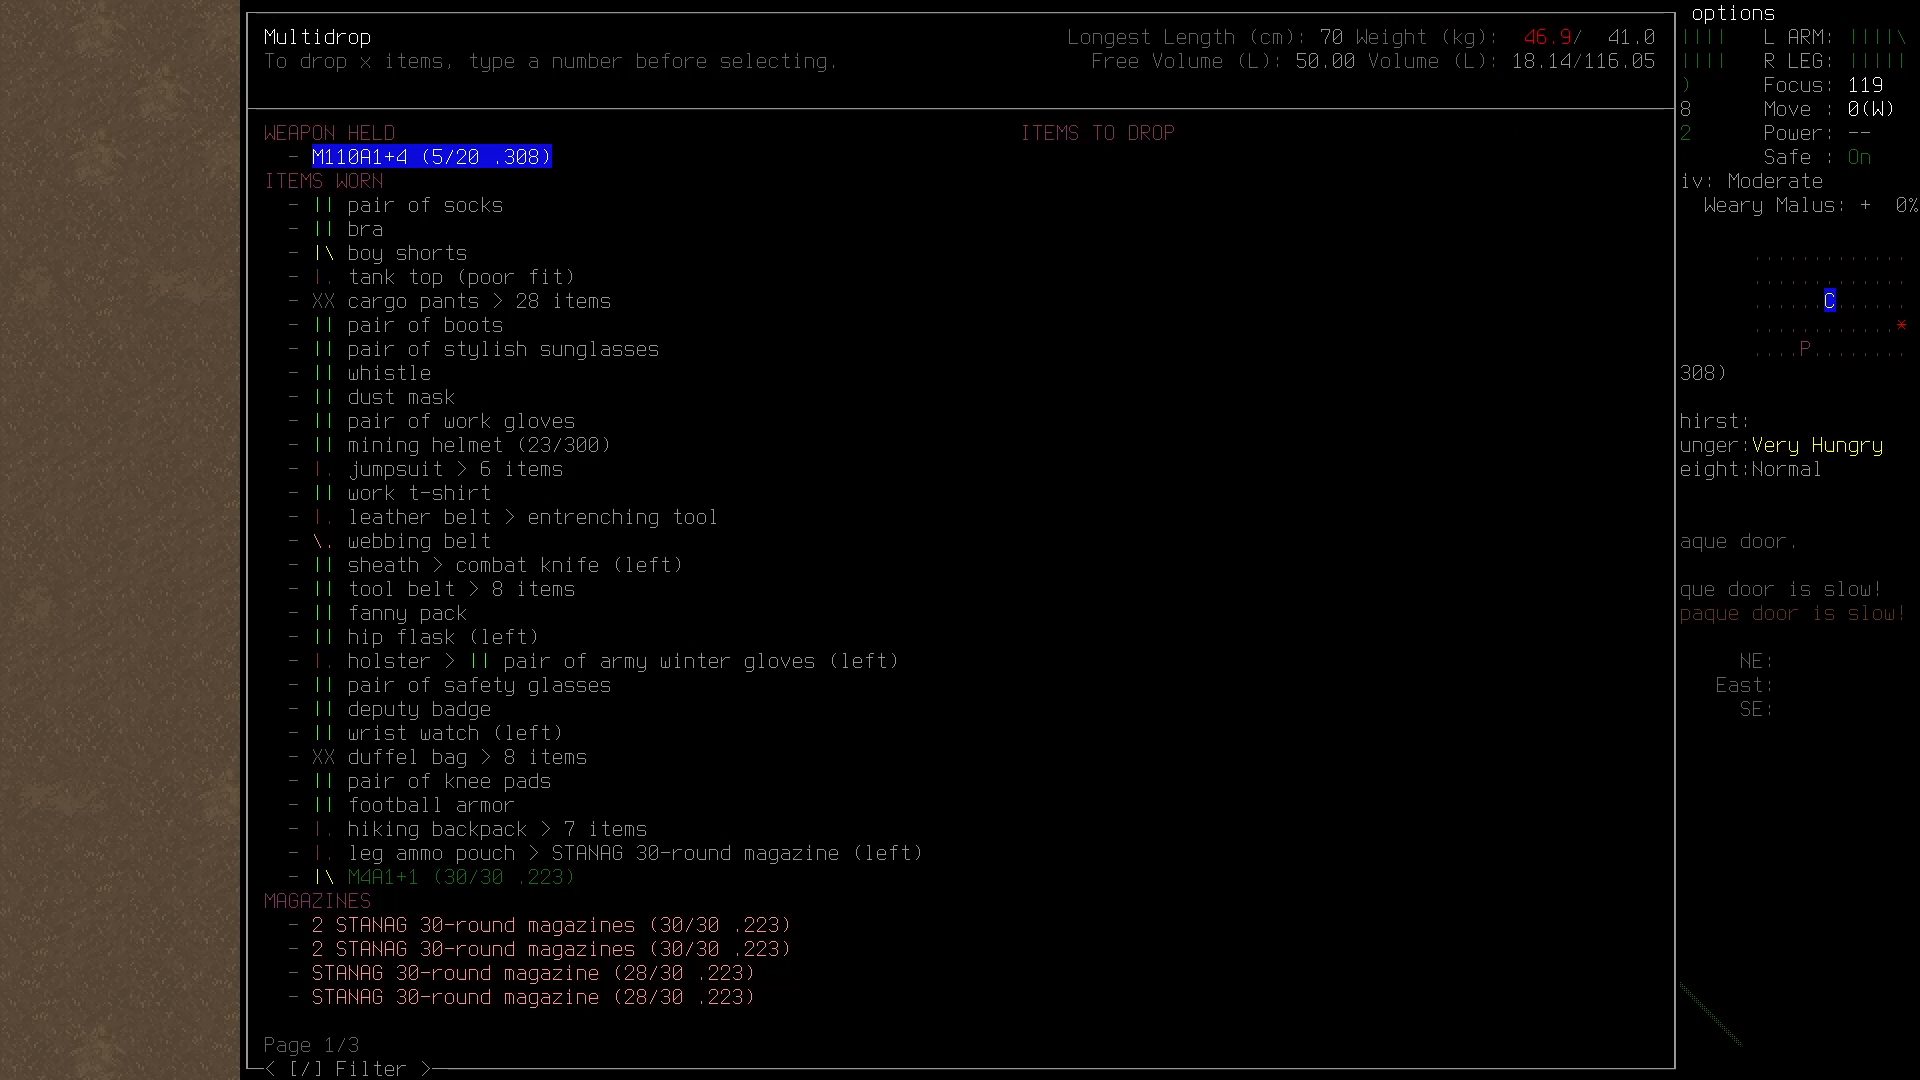 options
Multidrop Longest Length (cm): 70 Weight (kg): 46.9/ 41.0
To drop x items, type a number before selecting. Free Volume (L): 50.00 Volume (L): 18.14/116.05
WEAPON HELD ITEMS TO DROP
- M110A1+4 (5/20 .308)
ITEMS WORN
- || pair of socks
- || bra
- |\ boy shorts
- |. tank top (poor fit)
- XX cargo pants > 28 items
- || pair of boots
- || pair of stylish sunglasses
- || whistle
- || dust mask
- || pair of work gloves
- || mining helmet (23/300)
- |. jumpsuit > 6 items
- || work t-shirt
- |. leather belt > entrenching tool
- \. webbing belt
- || sheath > combat knife (left)
- || tool belt > 8 items
- || fanny pack
- || hip flask (left)
- |. holster > || pair of army winter gloves (left)
- || pair of safety glasses
- || deputy badge
- || wrist watch (left)
- XX duffel bag > 8 items
- || pair of knee pads
- || football armor
- |. hiking backpack > 7 items
- |. leg ammo pouch > STANAG 30-round magazine (left)
- |\ M4A1+1 (30/30 .223)
MAGAZINES
- 2 STANAG 30-round magazines (30/30 .223)
- 2 STANAG 30-round magazines (30/30 .223)
- STANAG 30-round magazine (28/30 .223)
- STANAG 30-round magazine (28/30 .223)
Page 1/3
< [/] Filter >
|||| L ARM: ||||\
|||| R LEG: |||||
) Focus: 119
8 Move : 0(W)
2 Power: --
Safe : On
iv: Moderate
Weary Malus: + 0%
.............
.............
......C......
............*
....P........
308)
hirst:
unger:Very Hungry
eight:Normal
aque door.
que door is slow!
paque door is slow!
NE:
East:
SE: